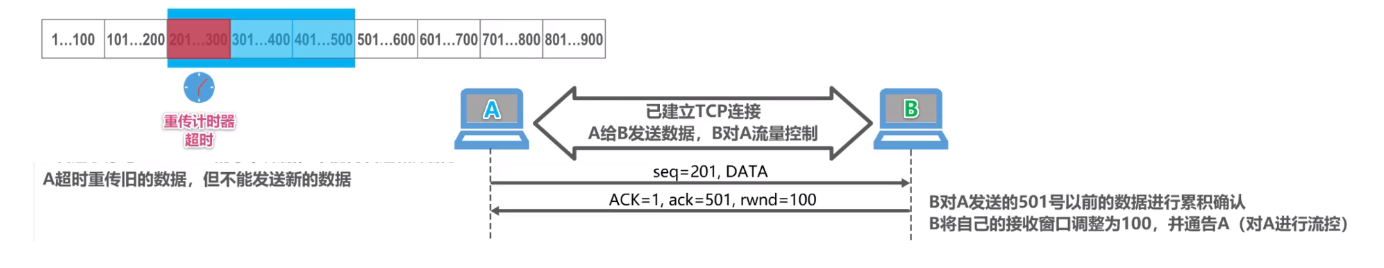 1...100 101...200 201...300 301...400 401...500 501...600 601...700 701...800 801...900
重传计时器
超时
A
已建立TCP连接
A给B发送数据，B对A流量控制
B
A超时重传旧的数据，但不能发送新的数据
seq=201, DATA
ACK=1, ack=501, rwnd=100
B对A发送的501号以前的数据进行累积确认
B将自己的接收窗口调整为100，并通告A（对A进行流控）